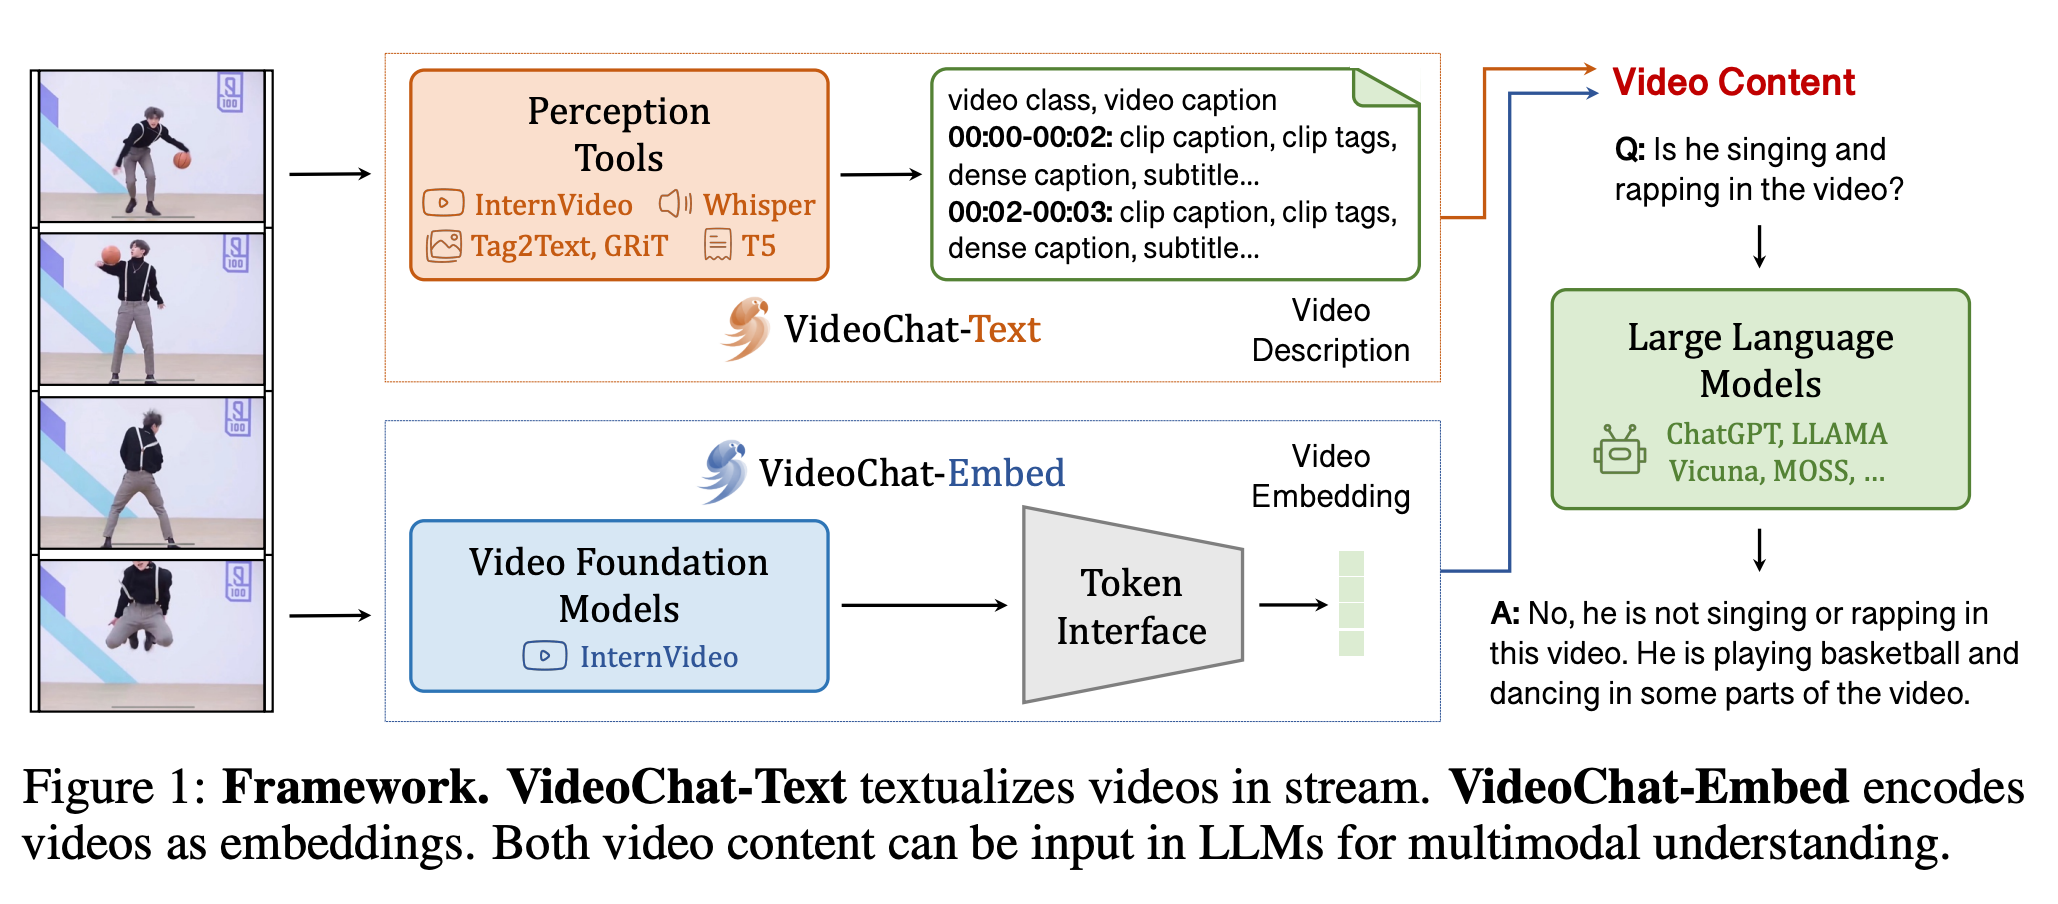 Perception
Tools
InternVideo
Whisper
Tag2Text, GRiT
T5
video class, video caption
00:00-00:02: clip caption, clip tags,
dense caption, subtitle...
00:02-00:03: clip caption, clip tags,
dense caption, subtitle...
VideoChat-Text
Video
Description
VideoChat-Embed
Video
Embedding
Video Foundation
Models
InternVideo
Token
Interface
Video Content
Q: Is he singing and
rapping in the video?
Large Language
Models
ChatGPT, LLAMA
Vicuna, MOSS, ...
A: No, he is not singing or rapping in
this video. He is playing basketball and
dancing in some parts of the video.
100
100
100
100
Figure 1: Framework. VideoChat-Text textualizes videos in stream. VideoChat-Embed encodes
videos as embeddings. Both video content can be input in LLMs for multimodal understanding.